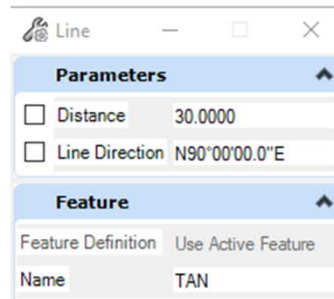 Line
Parameters
Distance 30.0000
Line Direction N90°00'00.0"E
Feature
Feature Definition Use Active Feature
Name TAN